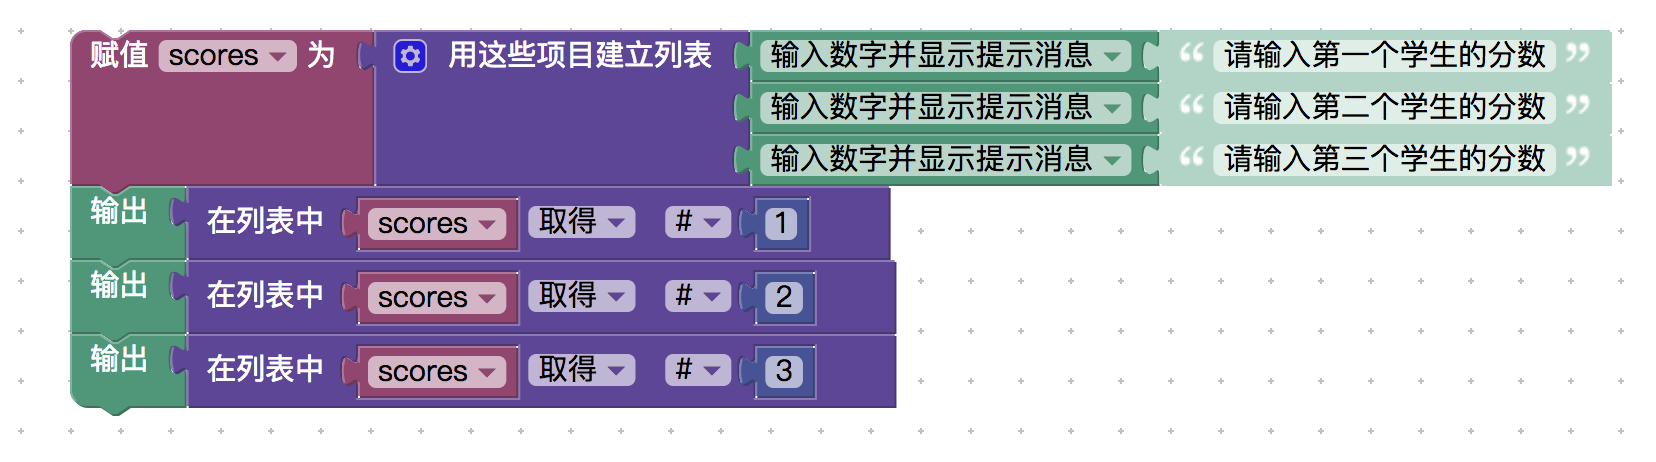 赋值 scores 为 用这些项目建立列表 输入数字并显示提示消息 “ 请输入第一个学生的分数 ”
输入数字并显示提示消息 “ 请输入第二个学生的分数 ”
输入数字并显示提示消息 “ 请输入第三个学生的分数 ”
输出 在列表中 scores 取得 # 1
输出 在列表中 scores 取得 # 2
输出 在列表中 scores 取得 # 3